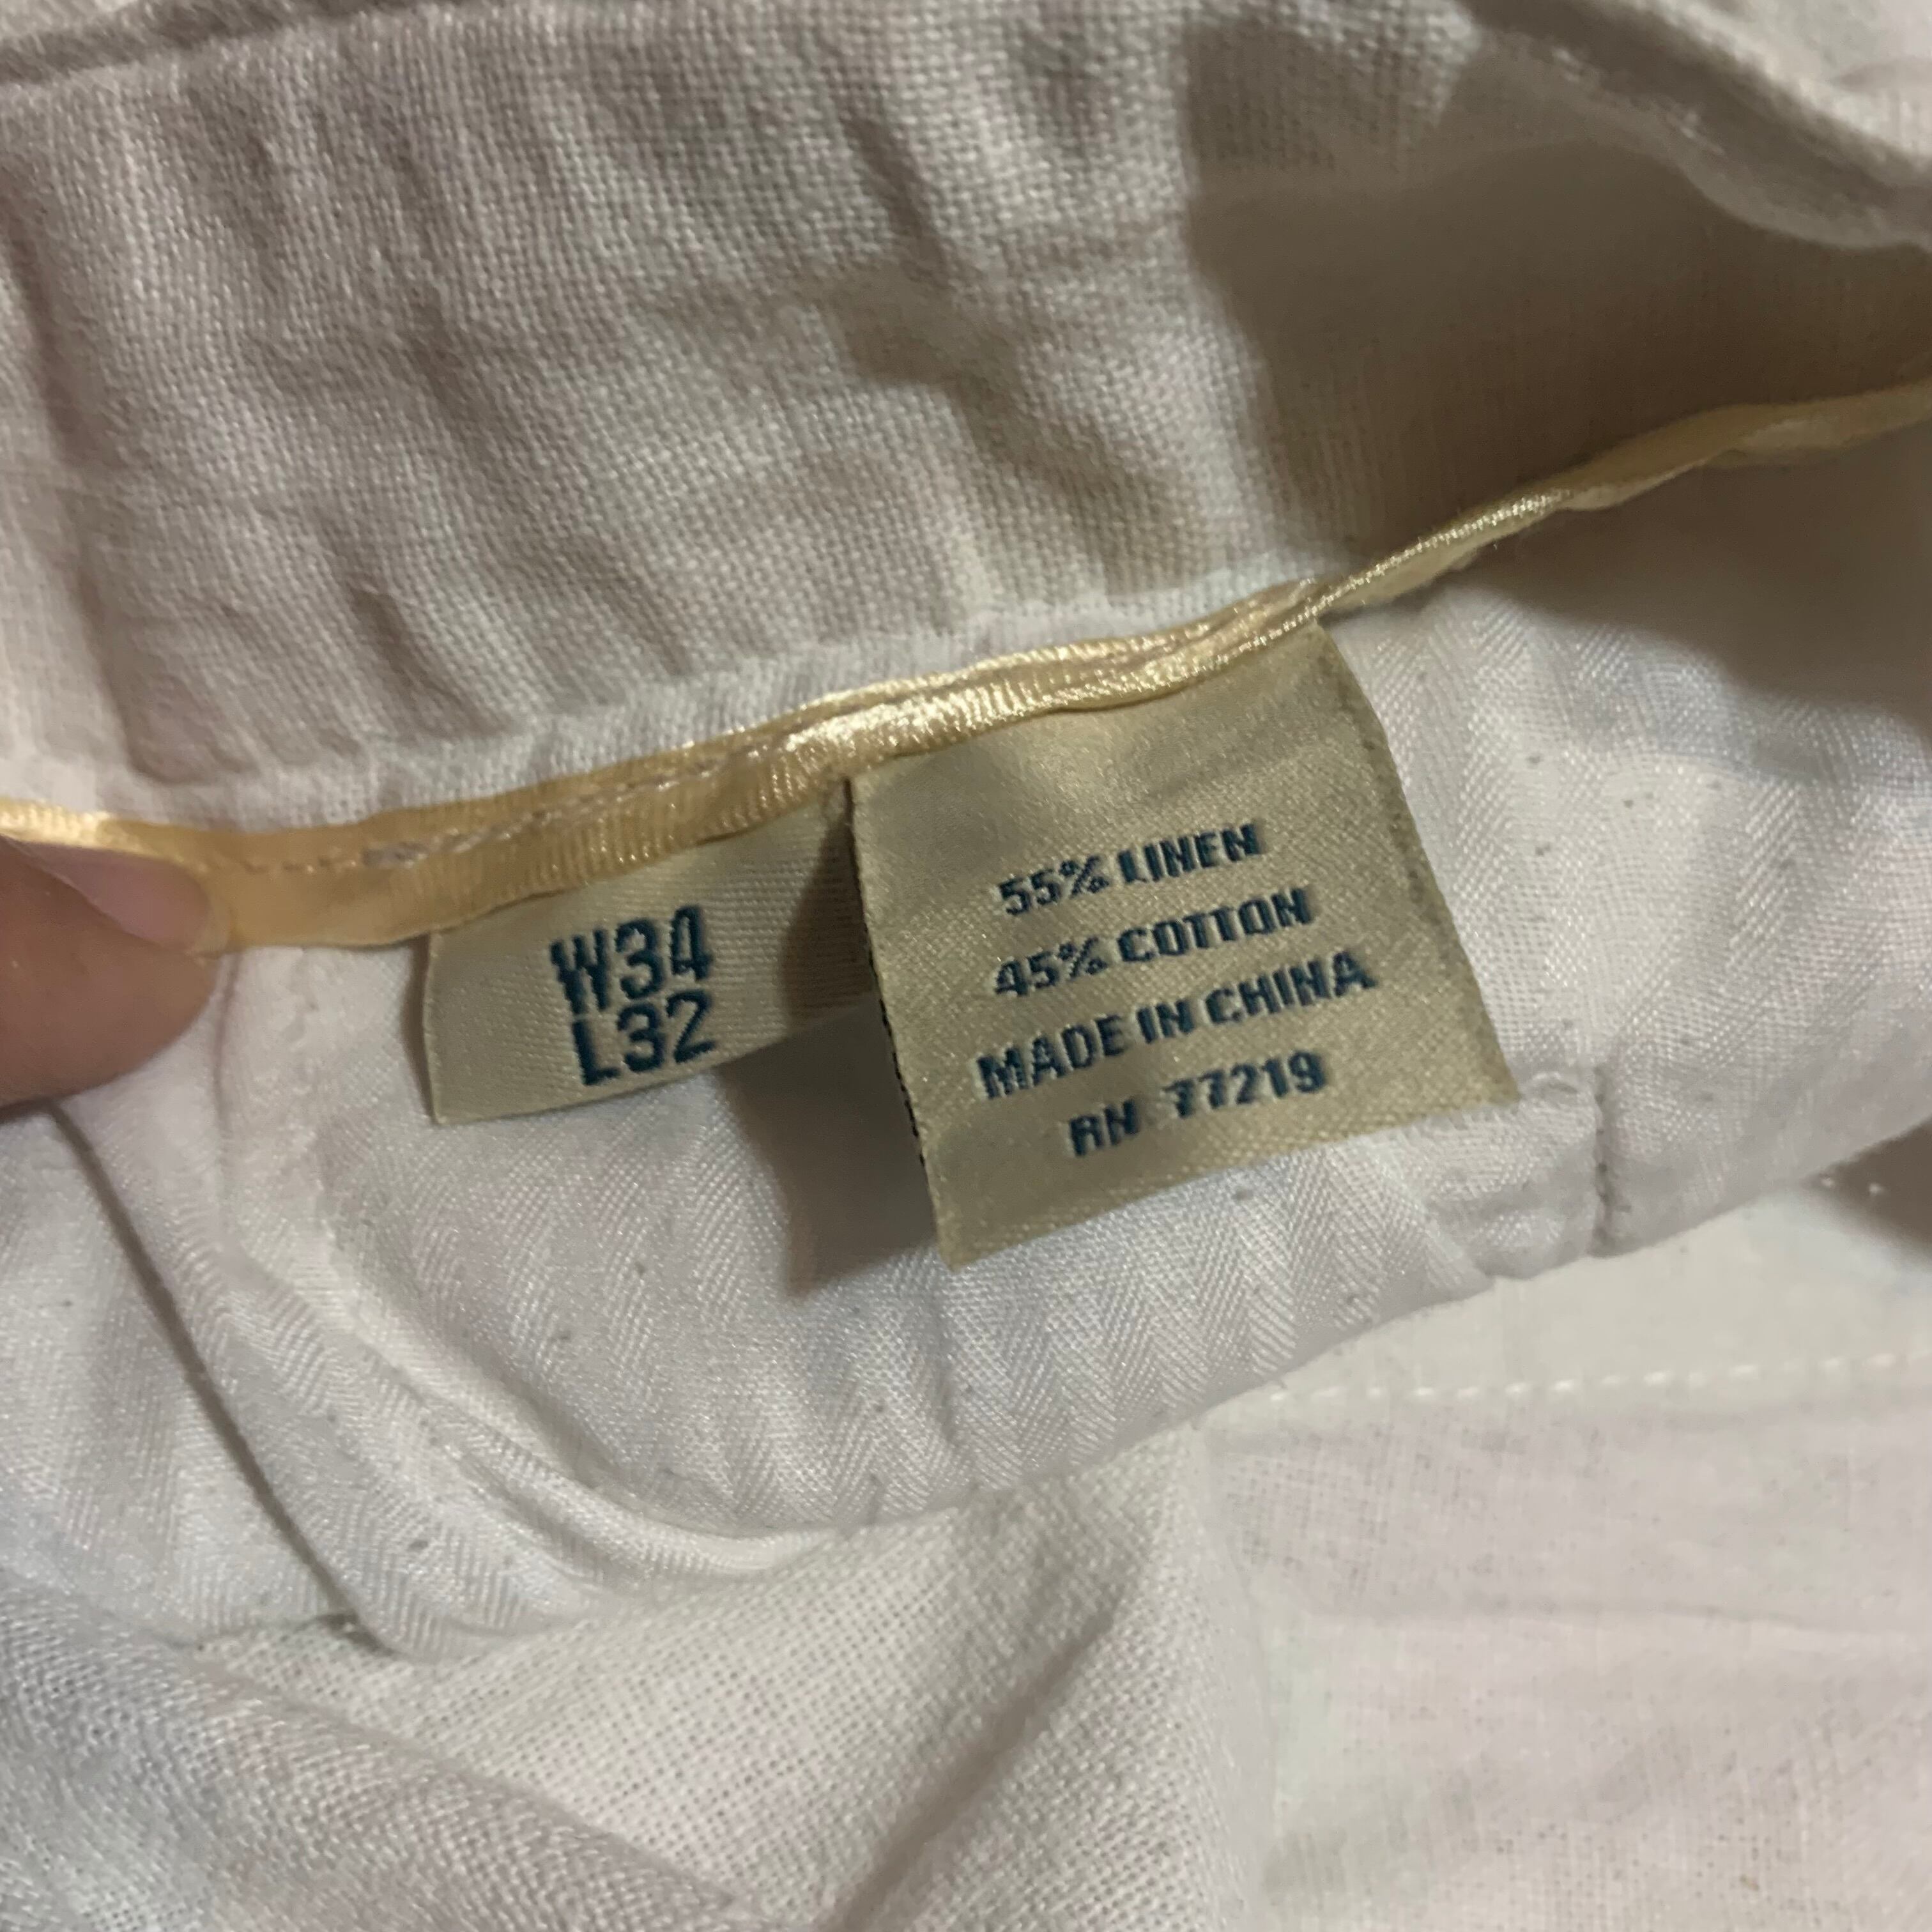 W34
L32
55% LINEN
45% COTTON
MADE IN CHINA
RN 77219